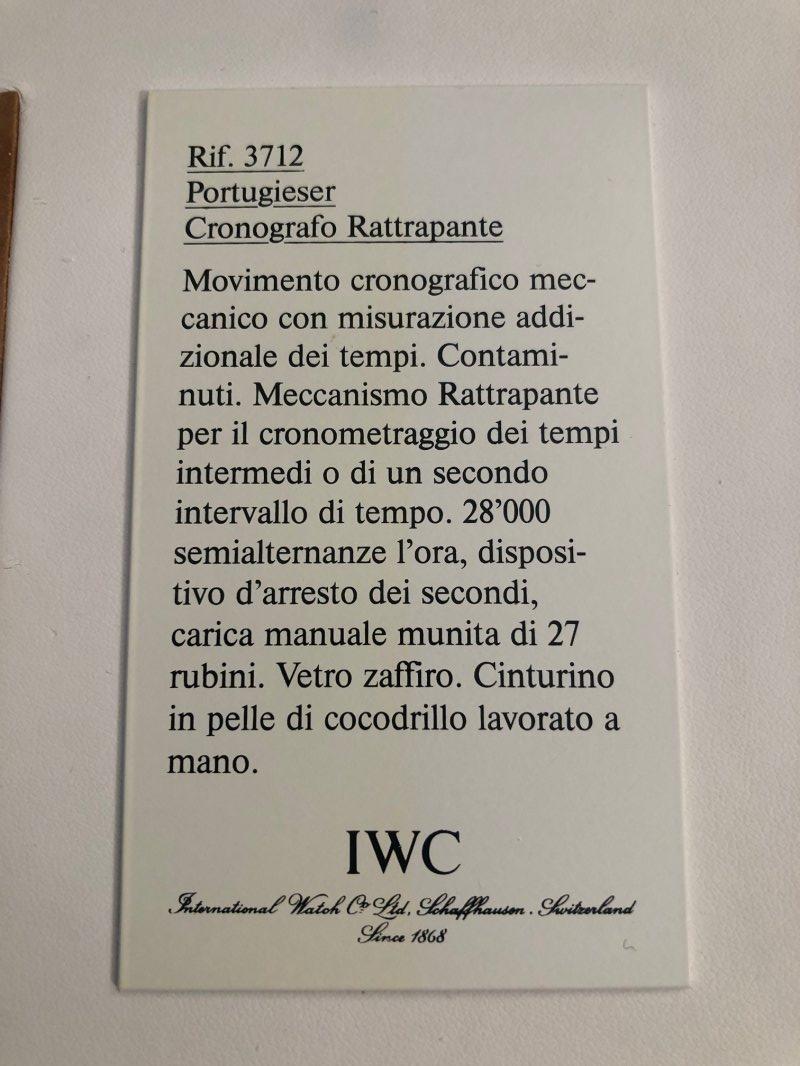 Rif. 3712
Portugieser
Cronografo Rattrapante
Movimento cronografico mec-
canico con misurazione addi-
zionale dei tempi. Contami-
nuti. Meccanismo Rattrapante
per il cronometraggio dei tempi
intermedi o di un secondo
intervallo di tempo. 28’000
semialternanze l’ora, disposi-
tivo d’arresto dei secondi,
carica manuale munita di 27
rubini. Vetro zaffiro. Cinturino
in pelle di cocodrillo lavorato a
mano.
IWC
International Watch Co Ltd, Schaffhausen . Switzerland
Since 1868